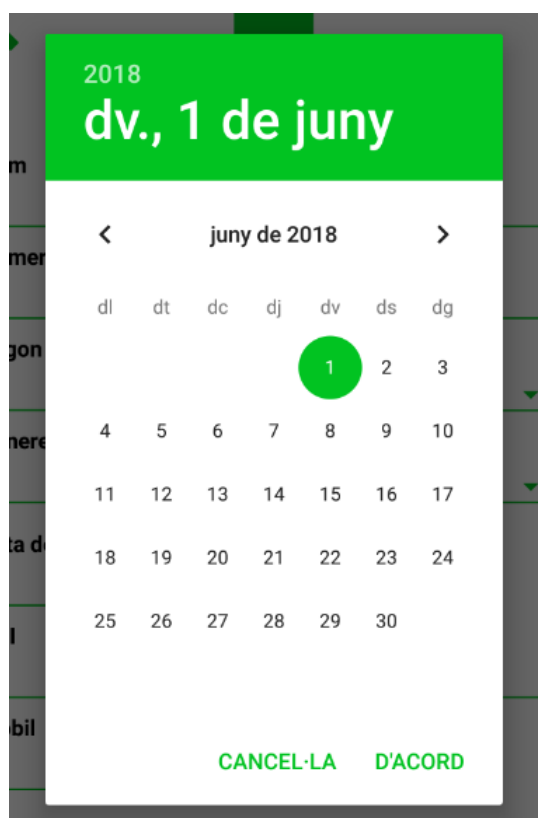 2018
dv., 1 de juny
juny de 2018
dl dt dc dj dv ds dg
1 2 3
4 5 6 7 8 9 10
11 12 13 14 15 16 17
18 19 20 21 22 23 24
25 26 27 28 29 30
CANCEL·LA D'ACORD